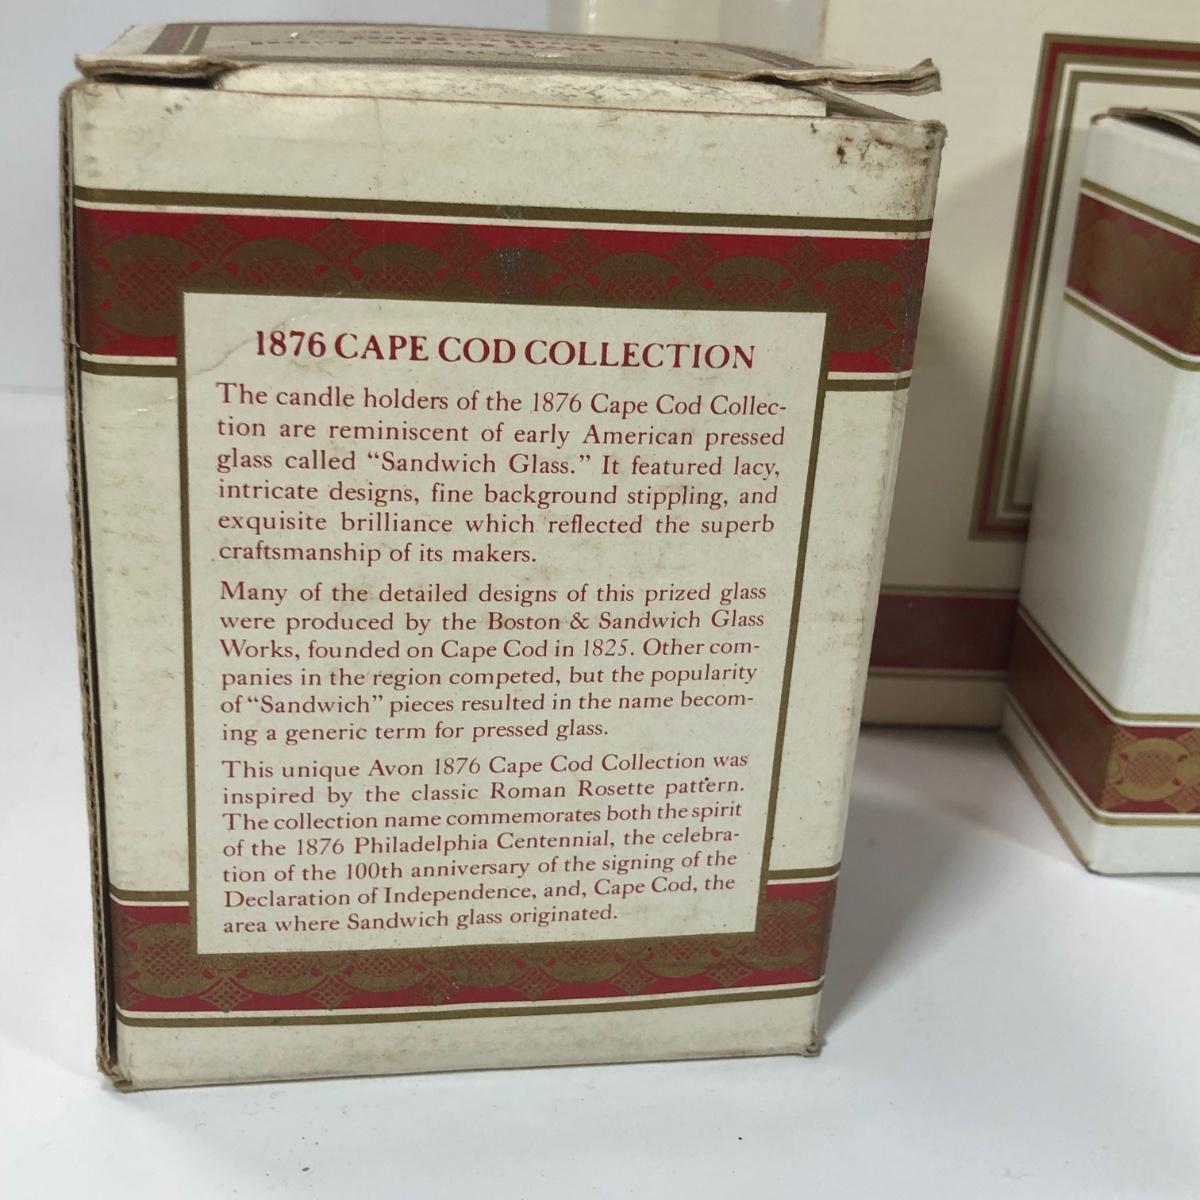 1876 CAPE COD COLLECTION
The candle holders of the 1876 Cape Cod Collec-
tion are reminiscent of early American pressed
glass called “Sandwich Glass.” It featured lacy,
intricate designs, fine background stippling, and
exquisite brilliance which reflected the superb
craftsmanship of its makers.
Many of the detailed designs of this prized glass
were produced by the Boston & Sandwich Glass
Works, founded on Cape Cod in 1825. Other com-
panies in the region competed, but the popularity
of “Sandwich” pieces resulted in the name becom-
ing a generic term for pressed glass.
This unique Avon 1876 Cape Cod Collection was
inspired by the classic Roman Rosette pattern.
The collection name commemorates both the spirit
of the 1876 Philadelphia Centennial, the celebra-
tion of the 100th anniversary of the signing of the
Declaration of Independence, and, Cape Cod, the
area where Sandwich glass originated.